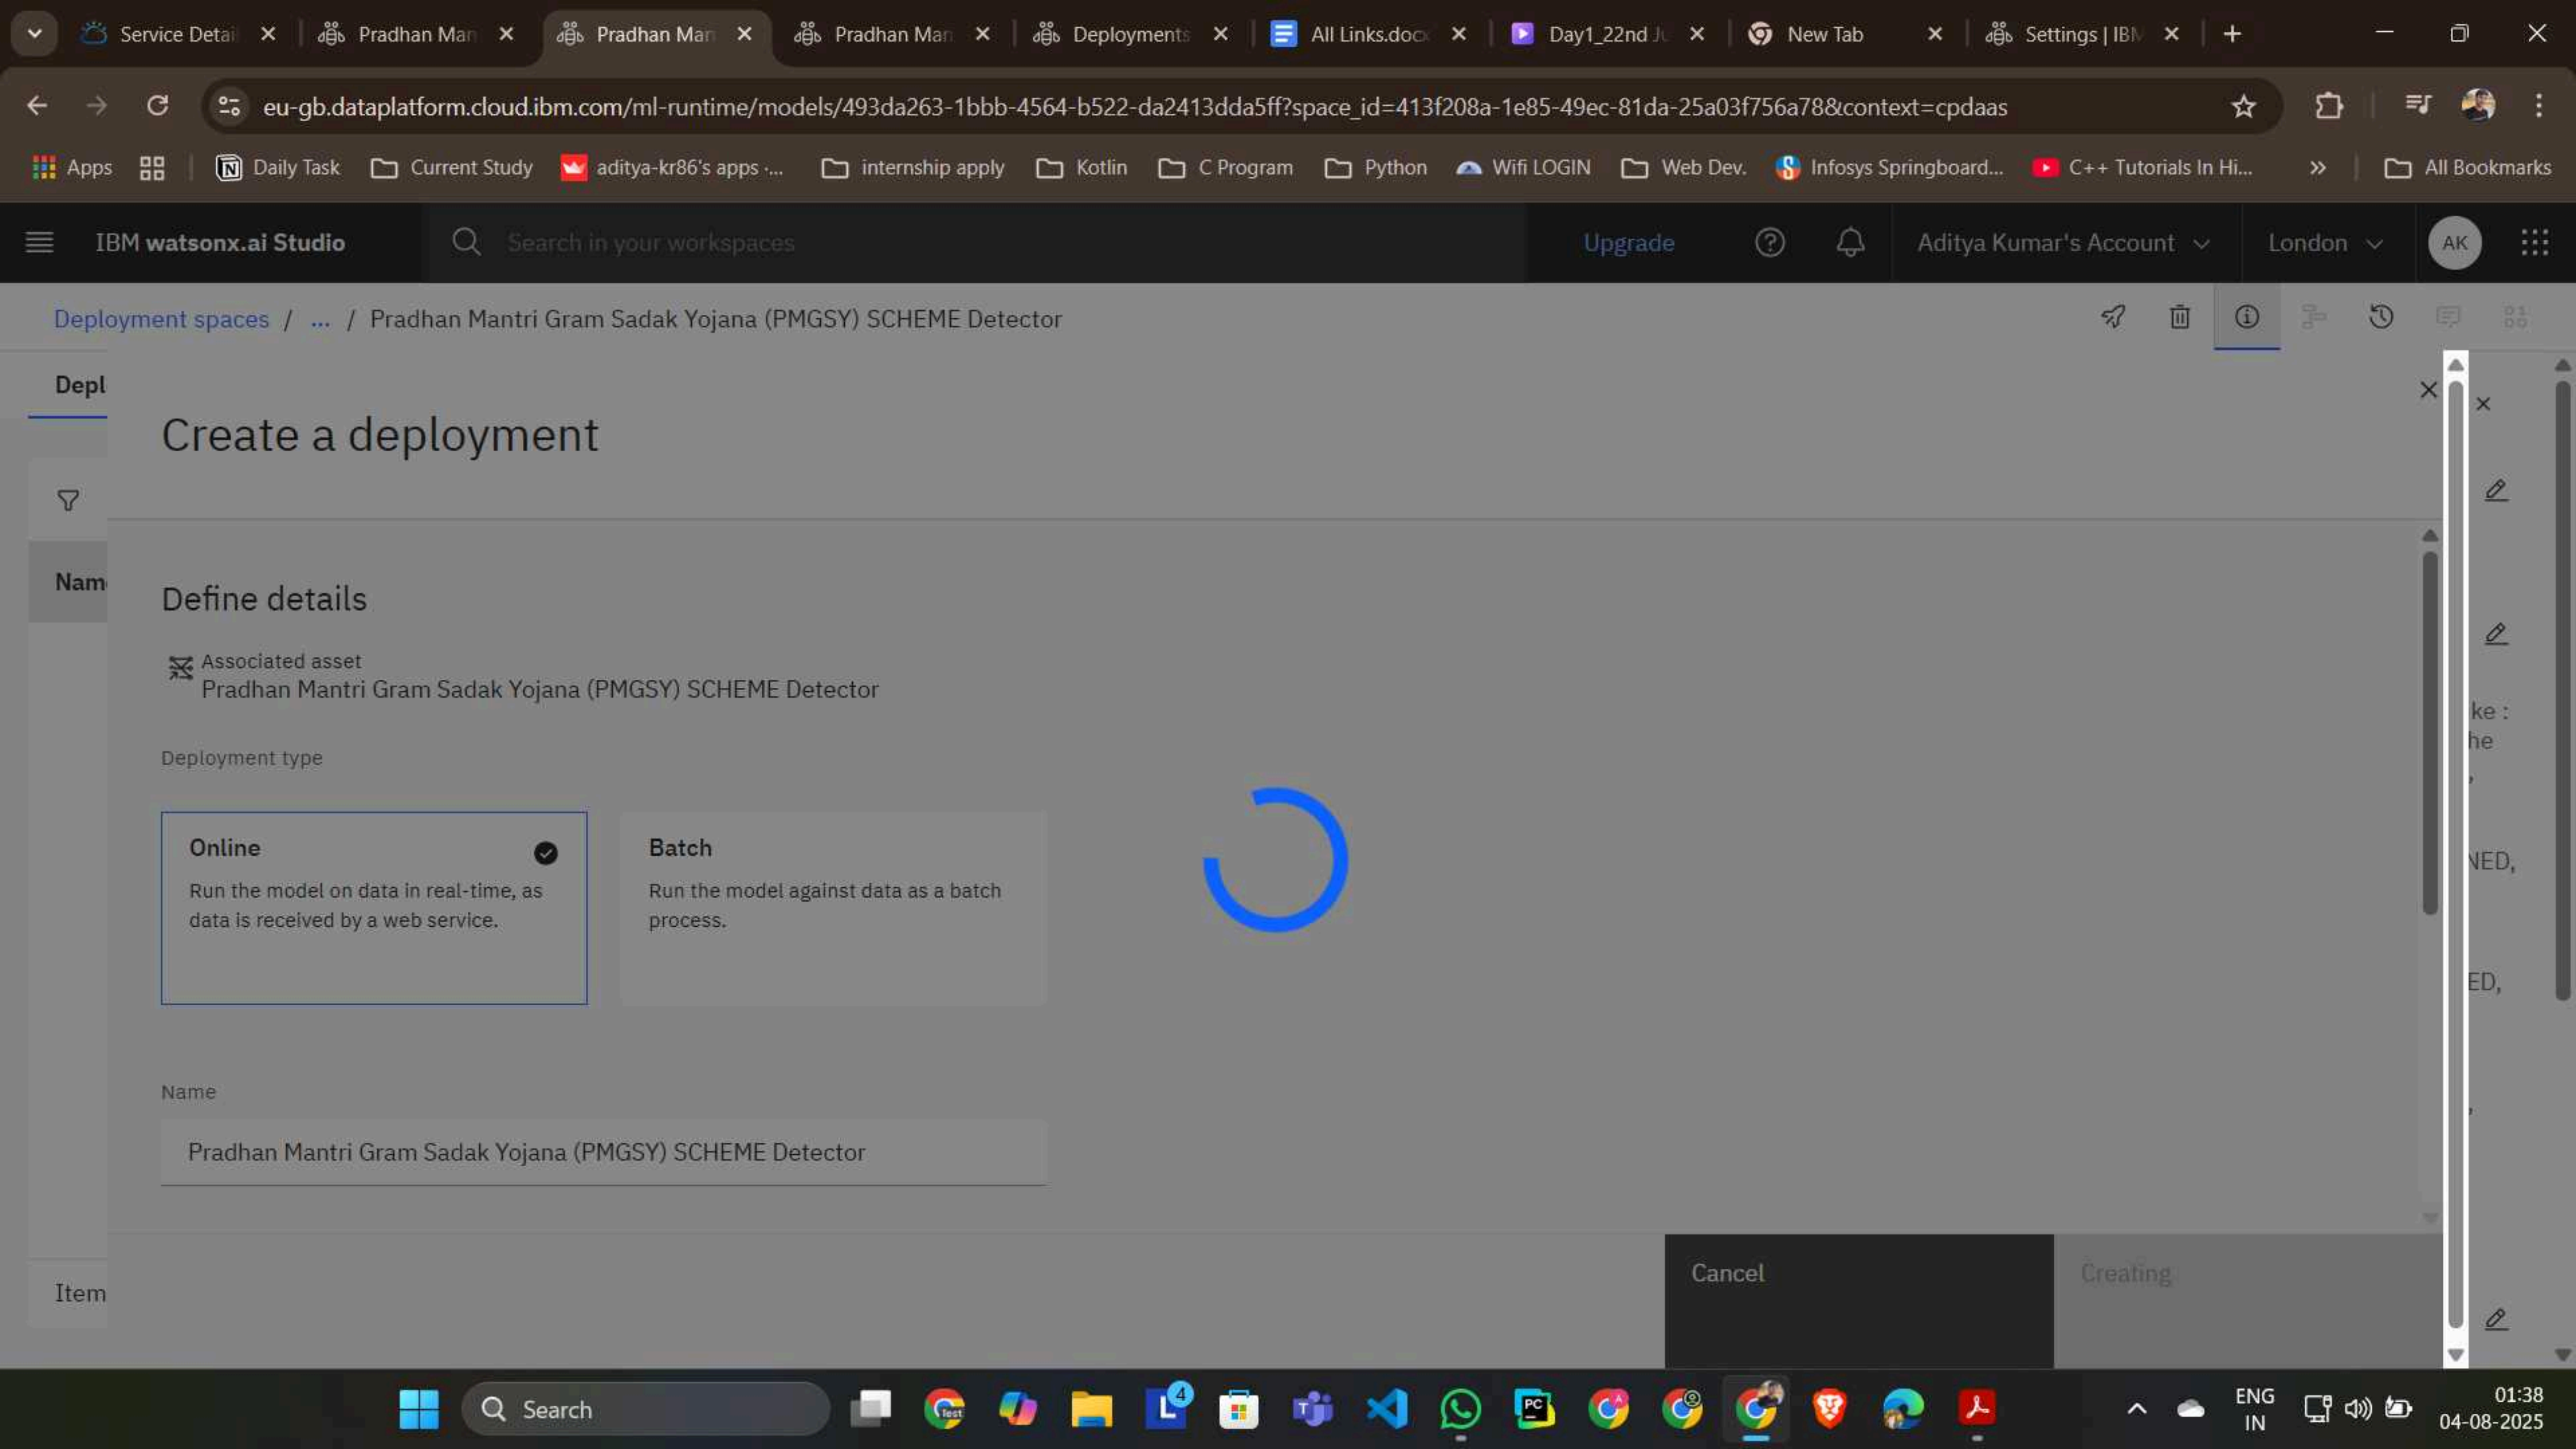 Service Detai
Pradhan Man
Pradhan Man
Pradhan Man
Deployments
All Links.docx
Day1_22nd Ju
New Tab
Settings | IBM
eu-gb.dataplatform.cloud.ibm.com/ml-runtime/models/493da263-1bbb-4564-b522-da2413dda5ff?space_id=413f208a-1e85-49ec-81da-25a03f756a78&context=cpdaas
Apps
Daily Task
Current Study
aditya-kr86's apps ·...
internship apply
Kotlin
C Program
Python
Wifi LOGIN
Web Dev.
Infosys Springboard...
C++ Tutorials In Hi...
All Bookmarks
IBM watsonx.ai Studio
Search in your workspaces
Upgrade
Aditya Kumar's Account
London
AK
Deployment spaces / ... / Pradhan Mantri Gram Sadak Yojana (PMGSY) SCHEME Detector
Depl
Create a deployment
Nam
Define details
Associated asset
Pradhan Mantri Gram Sadak Yojana (PMGSY) SCHEME Detector
ke :
he
Deployment type
Online
Run the model on data in real-time, as
data is received by a web service.
Batch
Run the model against data as a batch
process.
NED,
ED,
Name
Pradhan Mantri Gram Sadak Yojana (PMGSY) SCHEME Detector
Item
Cancel
Creating
Search
Test
4
L
T
PC
A
ENG
IN
01:38
04-08-2025